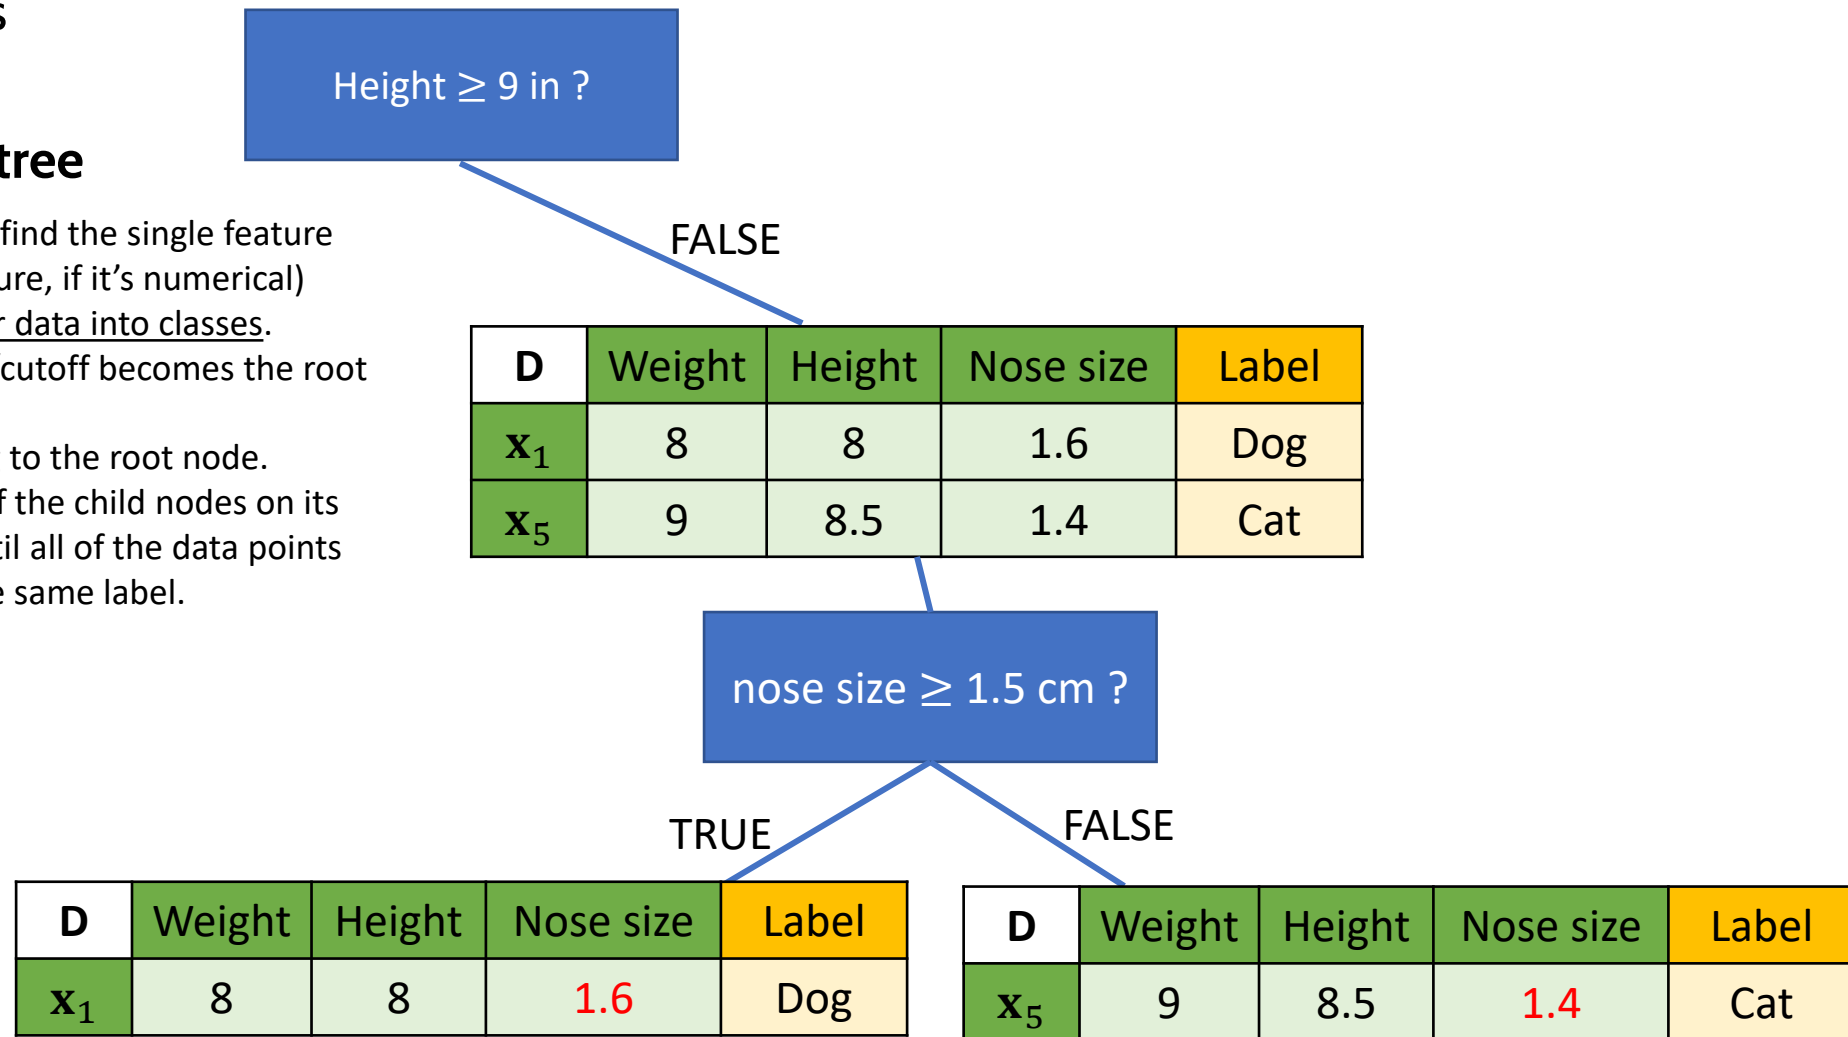 s
Height ≥ 9 in ?
tree
find the single feature
ure, if it's numerical)
r data into classes.
cutoff becomes the root
to the root node.
f the child nodes on its
til all of the data points
e same label.
FALSE
D Weight Height Nose size Label
x₁ 8 8 1.6 Dog
x₅ 9 8.5 1.4 Cat
nose size ≥ 1.5 cm ?
TRUE
FALSE
D Weight Height Nose size Label
x₁ 8 8 1.6 Dog
D Weight Height Nose size Label
x₅ 9 8.5 1.4 Cat